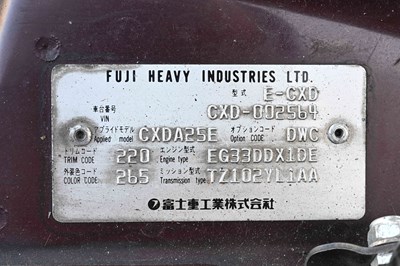 FUJI HEAVY INDUSTRIES LTD.
型式 E-CXD
車台番号 VIN CXD-002564
アプライドモデル Applied model CXDA25E オプションコード Option CODE DWC
トリムコード TRIM CODE 220 エンジン型式 Engine type EG33DDX1DE
外装色コード COLOR CODE 265 ミッション型式 Transmission type TZ102YL1AA
富士重工業株式会社